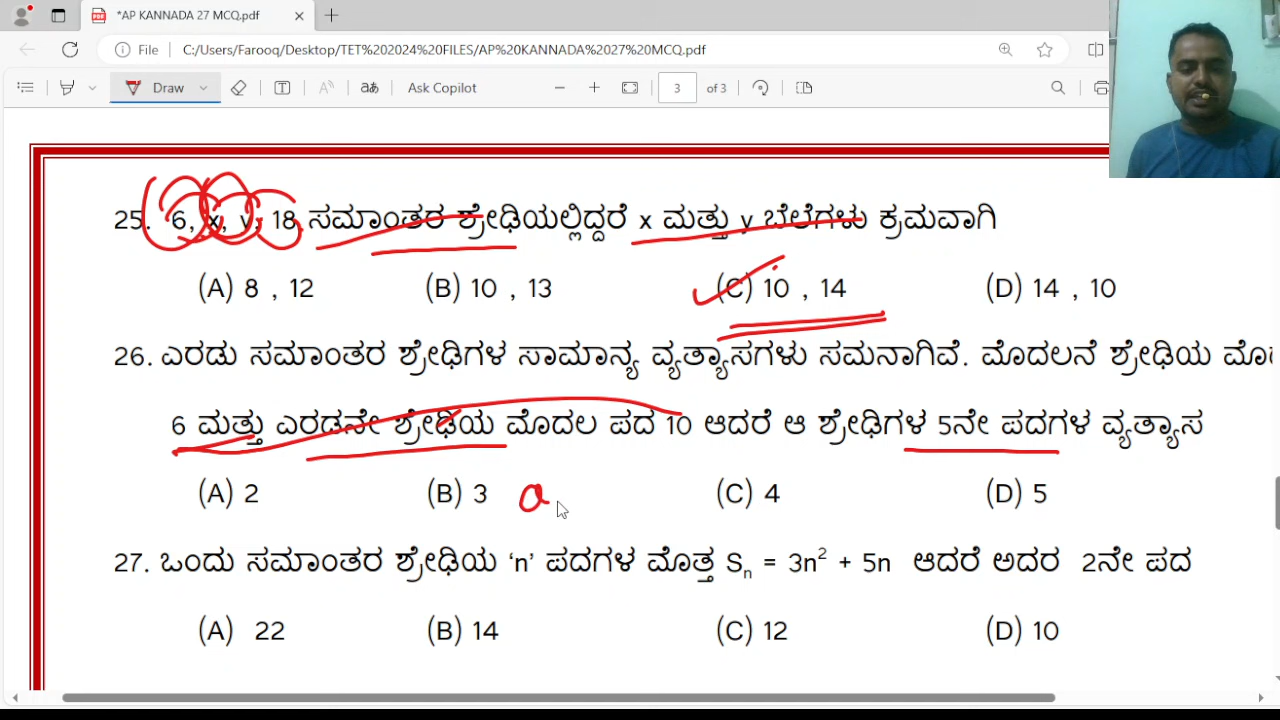 *AP KANNADA 27 MCQ.pdf
File C:/Users/Farooq/Desktop/TET%202024%20FILES/AP%20KANNADA%2027%20MCQ.pdf
Draw Ask Copilot 3 of 3
25. 6, x, y, 18 ಸಮಾಂತರ ಶ್ರೇಢಿಯಲ್ಲಿದ್ದರೆ x ಮತ್ತು y ಬೆಲೆಗಳು ಕ್ರಮವಾಗಿ
(A) 8 , 12 (B) 10 , 13 (C) 10 , 14 (D) 14 , 10
26. ಎರಡು ಸಮಾಂತರ ಶ್ರೇಢಿಗಳ ಸಾಮಾನ್ಯ ವ್ಯತ್ಯಾಸಗಳು ಸಮನಾಗಿವೆ. ಮೊದಲನೆ ಶ್ರೇಢಿಯ
6 ಮತ್ತು ಎರಡನೇ ಶ್ರೇಢಿಯ ಮೊದಲ ಪದ 10 ಆದರೆ ಆ ಶ್ರೇಢಿಗಳ 5ನೇ ಪದಗಳ ವ್ಯತ್ಯಾಸ
(A) 2 (B) 3 a (C) 4 (D) 5
27. ಒಂದು ಸಮಾಂತರ ಶ್ರೇಢಿಯ ‘n’ ಪದಗಳ ಮೊತ್ತ Sₙ = 3n² + 5n ಆದರೆ ಅದರ 2ನೇ ಪದ
(A) 22 (B) 14 (C) 12 (D) 10